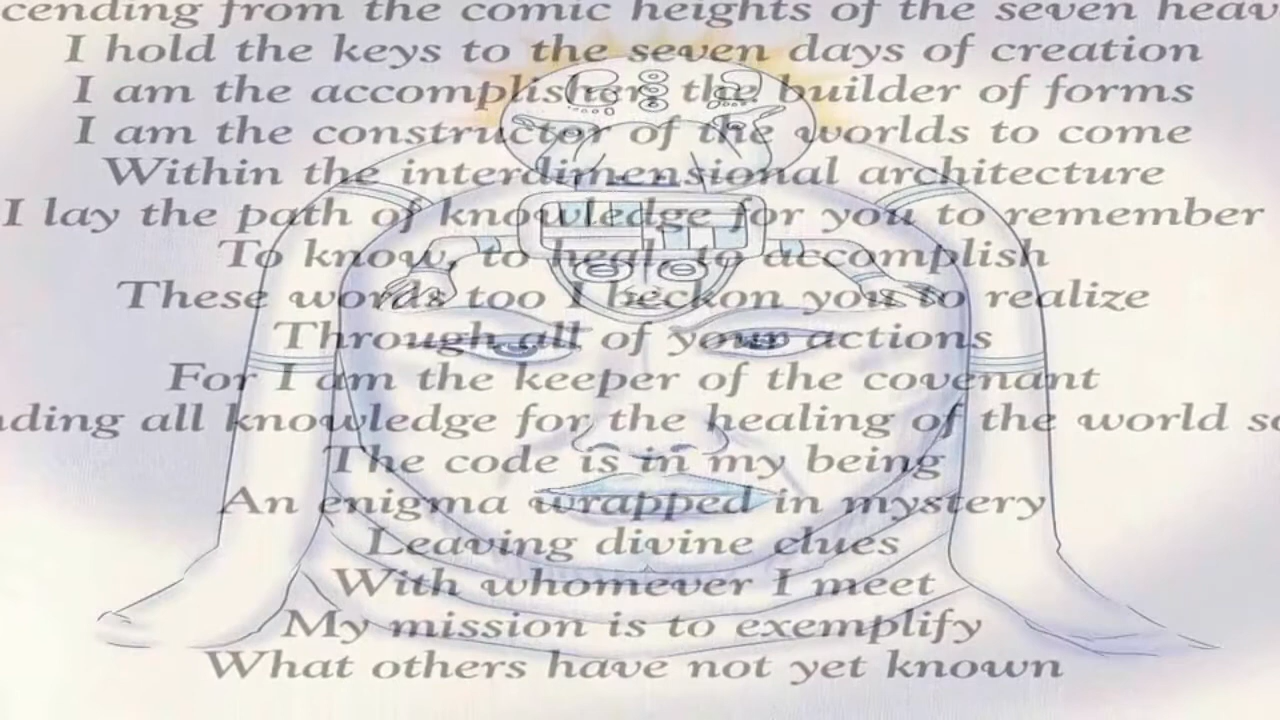 cending from the comic heights of the seven heav
I hold the keys to the seven days of creation
I am the accomplisher, the builder of forms
I am the constructor of the worlds to come
Within the interdimensional architecture
I lay the path of knowledge for you to remember
To know, to heal, to accomplish
These words too I beckon you to realize
Through all of your actions
For I am the keeper of the covenant
nding all knowledge for the healing of the world so
The code is in my being
An enigma wrapped in mystery
Leaving divine clues
With whomever I meet
My mission is to exemplify
What others have not yet known